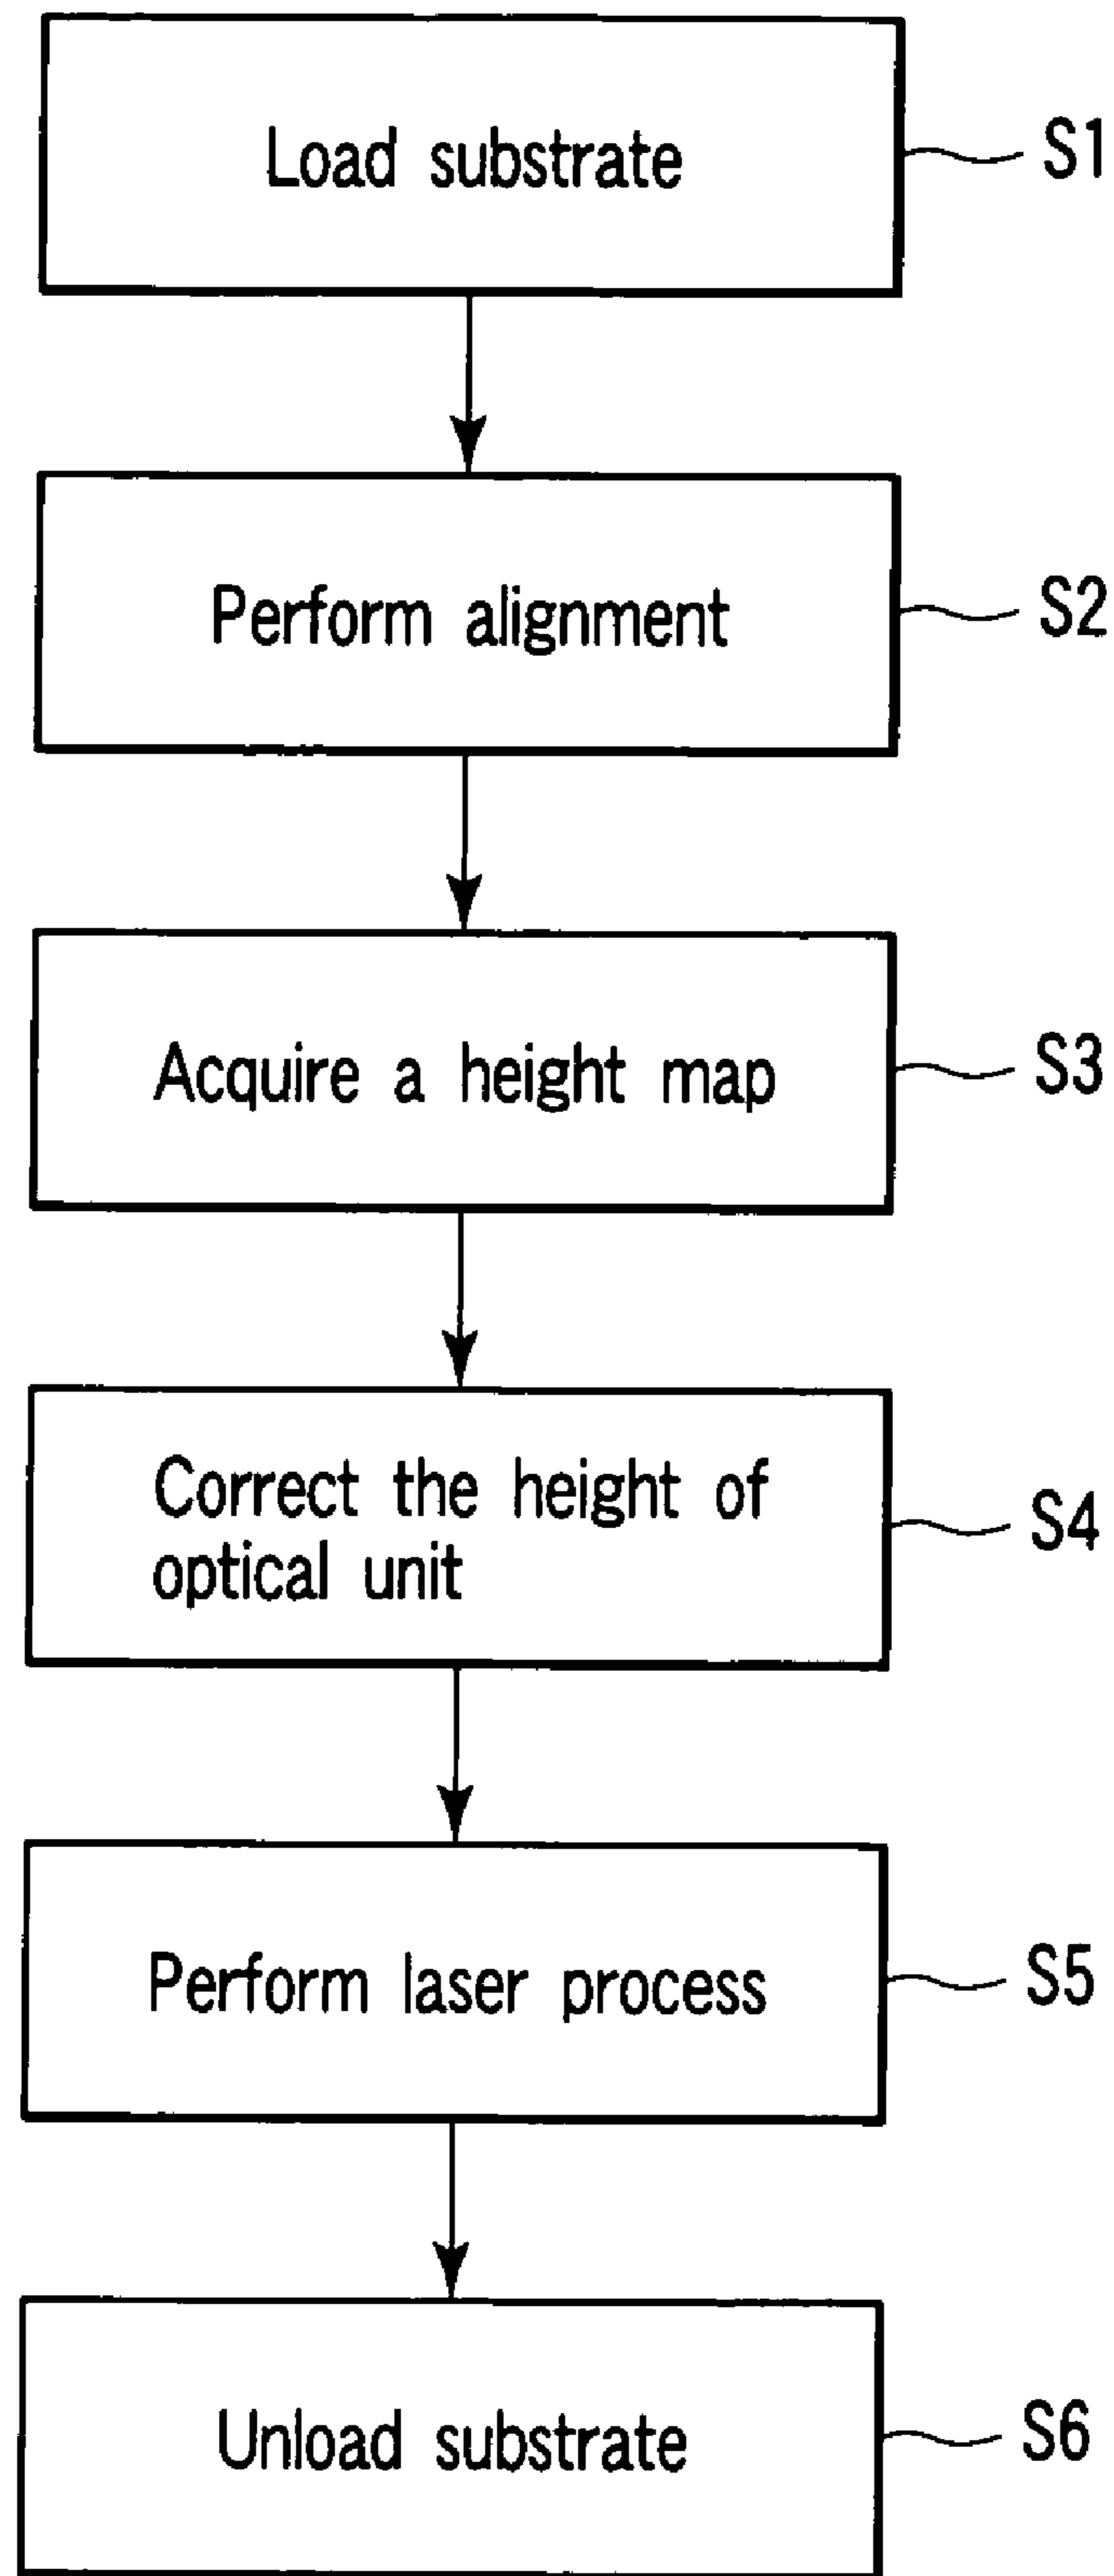 Load substrate
S1
Perform alignment
S2
Acquire a height map
S3
Correct the height of
optical unit
S4
Perform laser process
S5
Unload substrate
S6